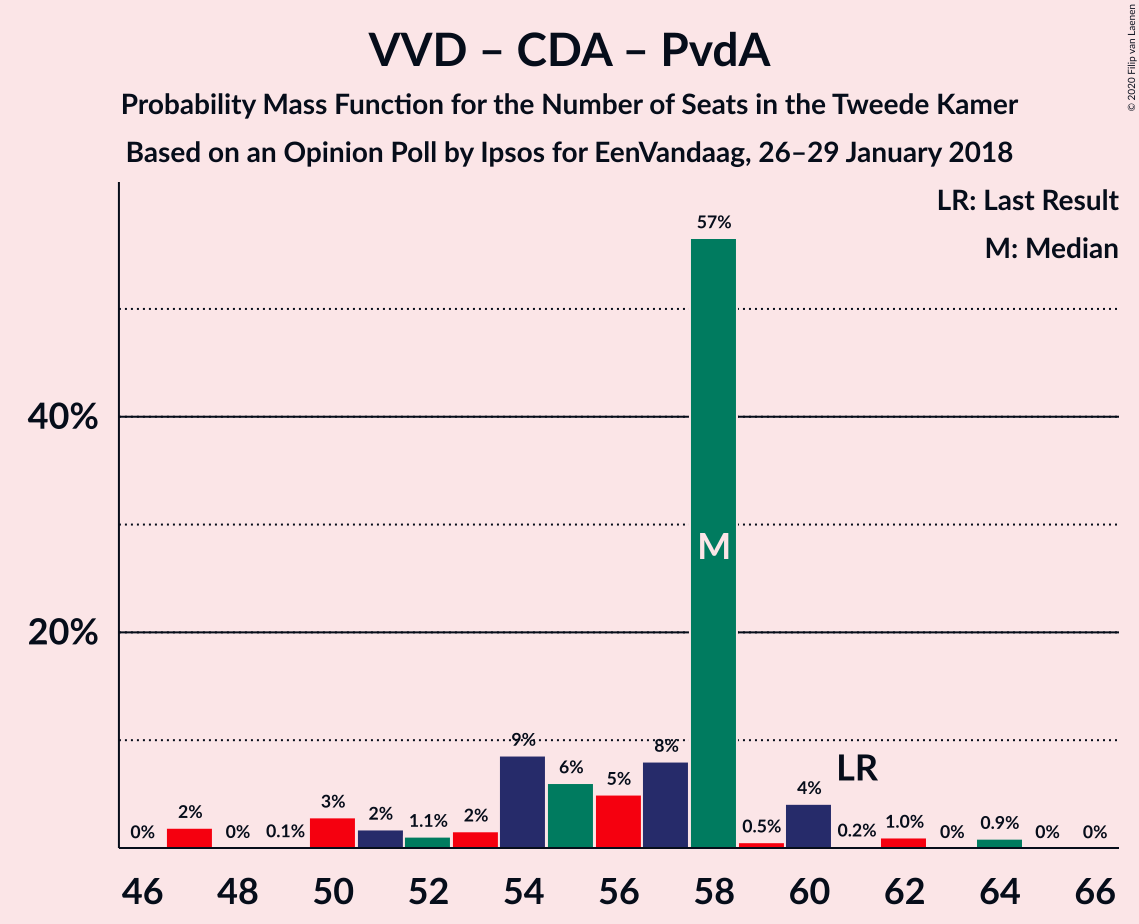 VVD – CDA – PvdA
Probability Mass Function for the Number of Seats in the Tweede Kamer
Based on an Opinion Poll by Ipsos for EenVandaag, 26–29 January 2018
© 2020 Filip van Laenen
LR: Last Result
M: Median
40%
20%
0%
2%
0%
0.1%
3%
2%
1.1%
2%
9%
6%
5%
8%
57%
0.5%
4%
0.2%
1.0%
0%
0.9%
0%
0%
M
LR
46 48 50 52 54 56 58 60 62 64 66